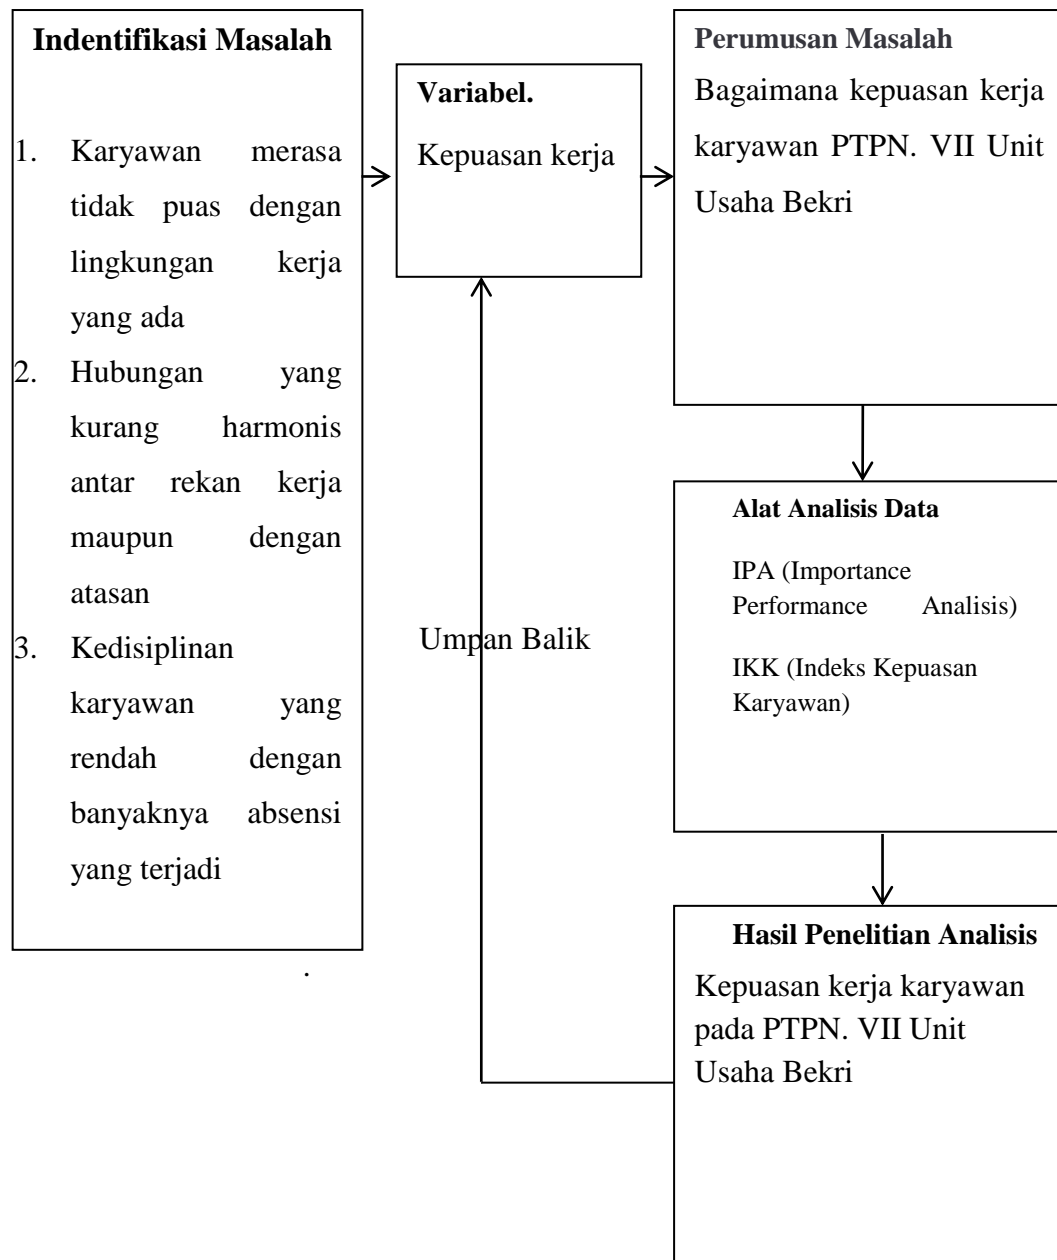 Indentifikasi Masalah
1. Karyawan merasa
tidak puas dengan
lingkungan kerja
yang ada
2. Hubungan yang
kurang harmonis
antar rekan kerja
maupun dengan
atasan
3. Kedisiplinan
karyawan yang
rendah dengan
banyaknya absensi
yang terjadi
.
Variabel.
Kepuasan kerja
Perumusan Masalah
Bagaimana kepuasan kerja
karyawan PTPN. VII Unit
Usaha Bekri
Alat Analisis Data
IPA (Importance
Performance Analisis)
IKK (Indeks Kepuasan
Karyawan)
Umpan Balik
Hasil Penelitian Analisis
Kepuasan kerja karyawan
pada PTPN. VII Unit
Usaha Bekri